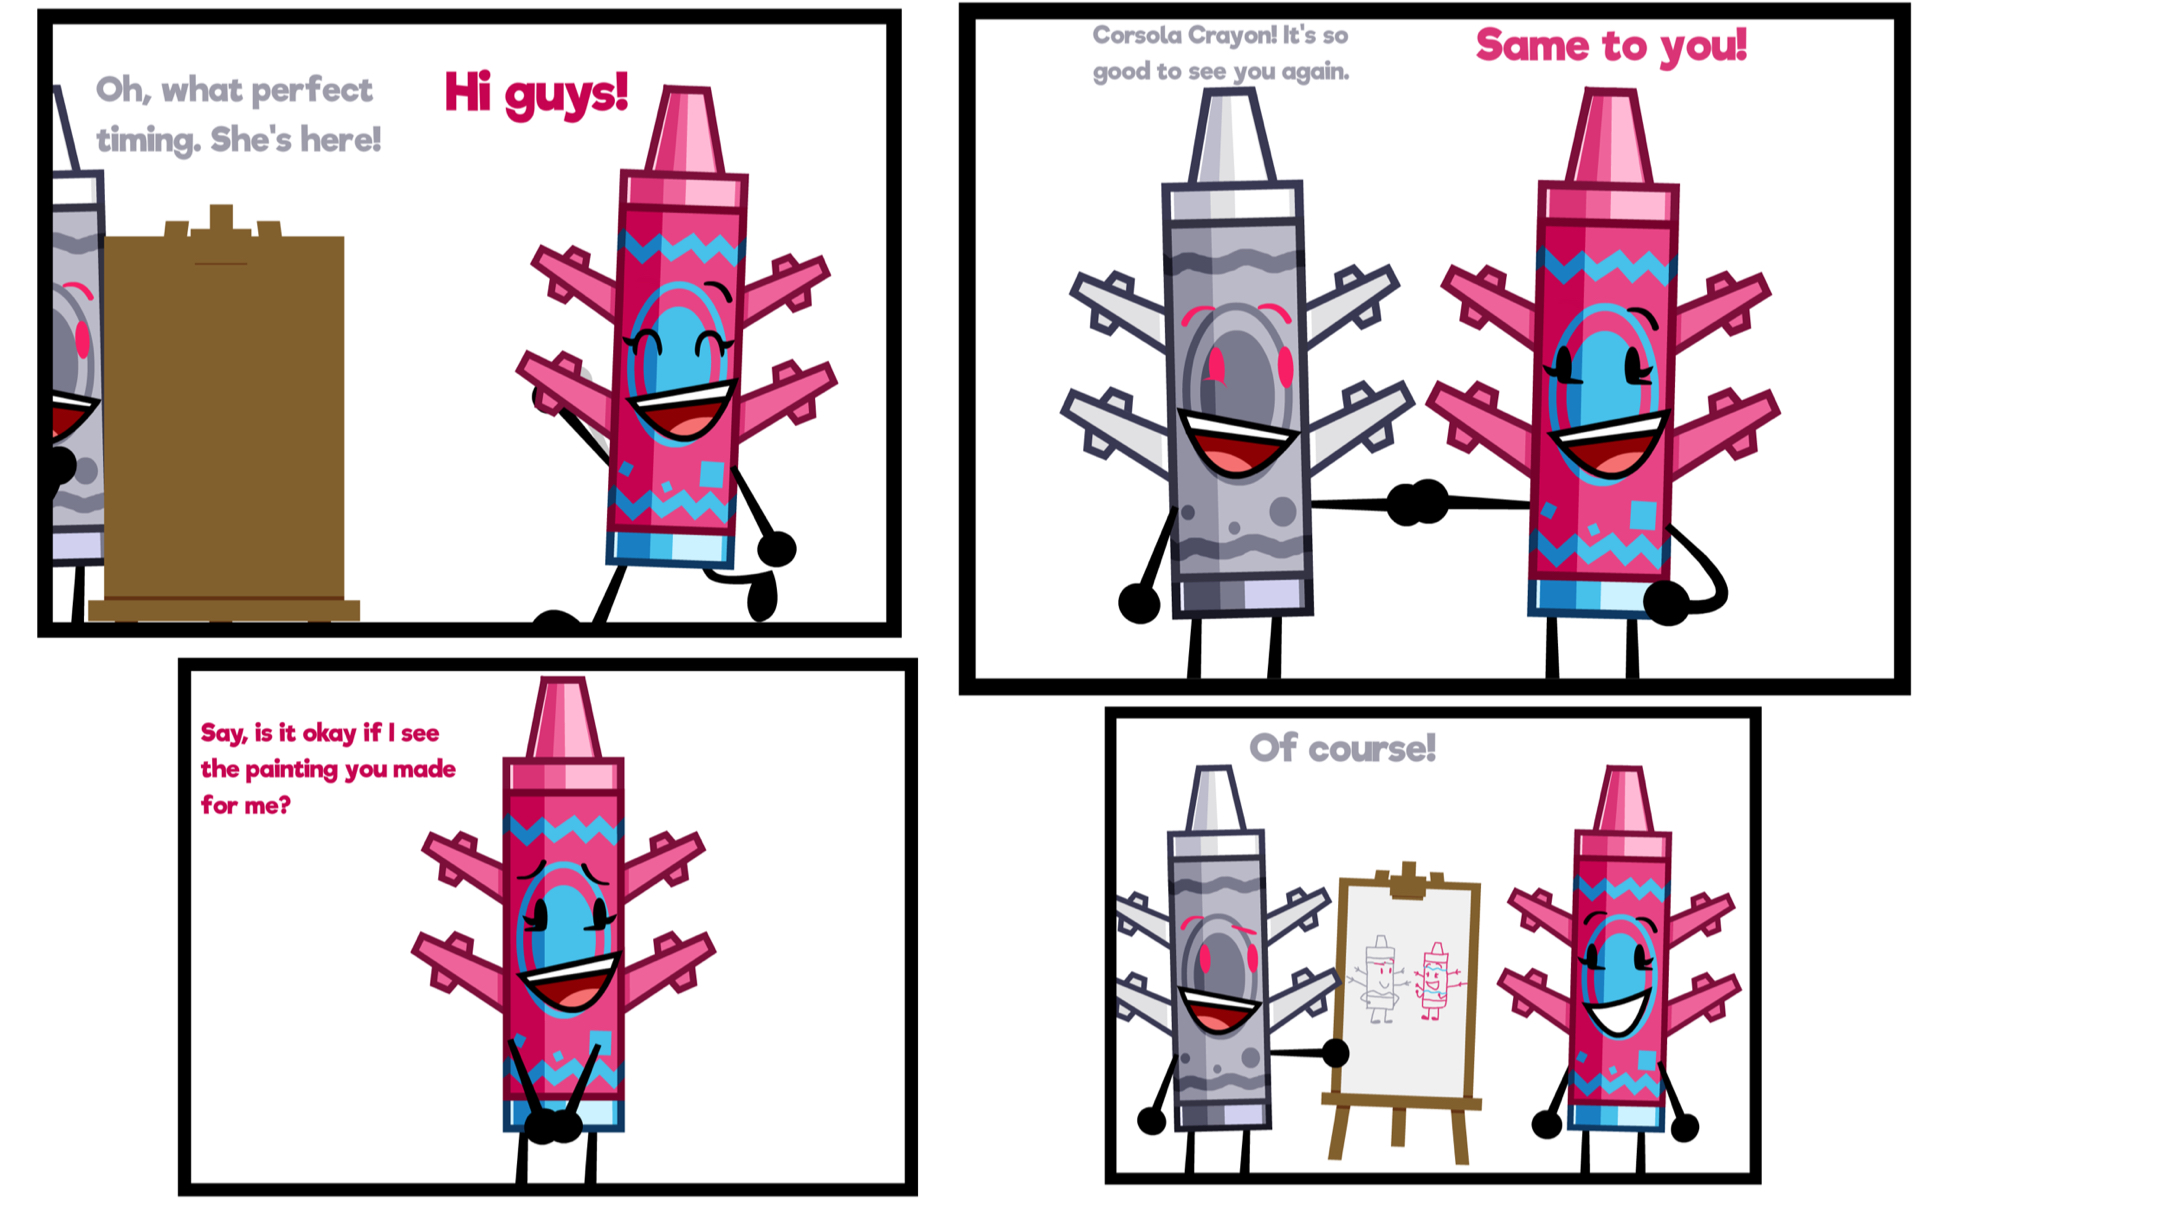 Oh, what perfect
timing. She's here!
Hi guys!
Corsola Crayon! It's so
good to see you again.
Same to you!
Say, is it okay if I see
the painting you made
for me?
Of course!